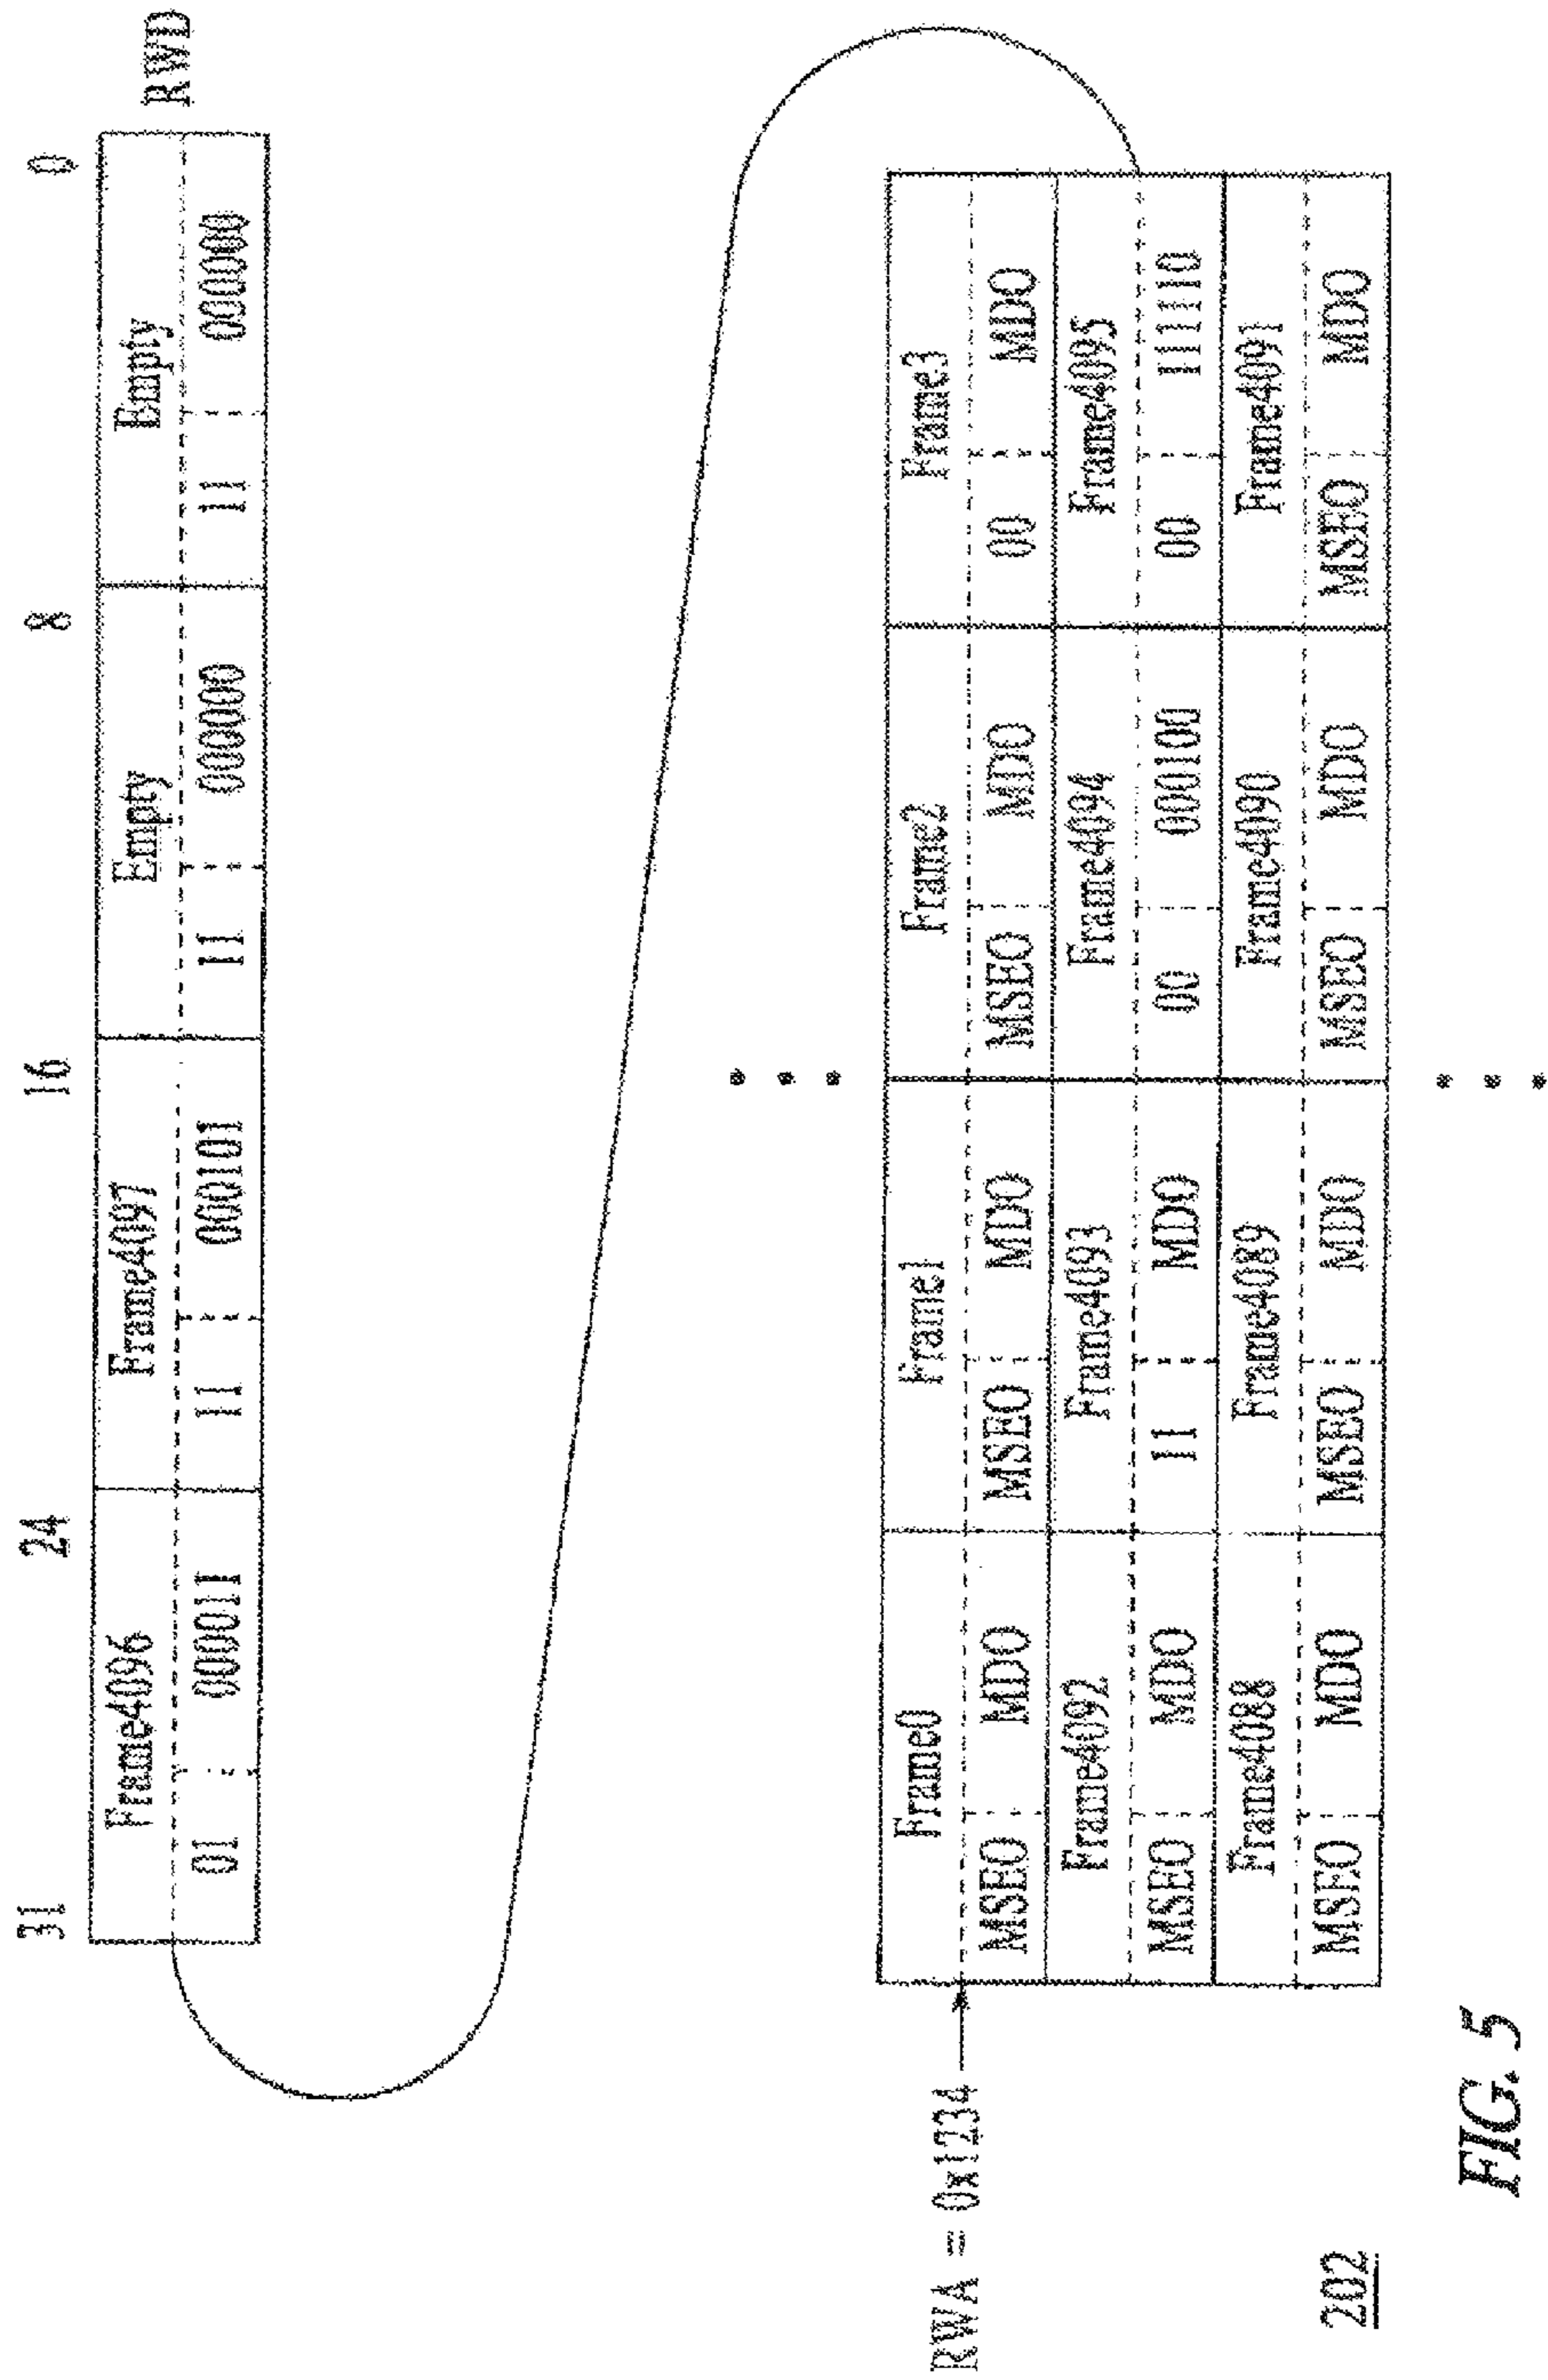 31 24 16 8 0
Frame4096 Frame4097 Empty Empty
RWD
01 000011 11 000101 11 000000 11 000000
Frame0 Frame1 Frame2 Frame3
RWA = 0x1234
MSEO MDO MSEO MDO MSEO MDO 00 MDO
Frame4092 Frame4093 Frame4094 Frame4095
MSEO MDO 11 MDO 00 000100 00 111110
Frame4088 Frame4089 Frame4090 Frame4091
MSEO MDO MSEO MDO MSEO MDO MSEO MDO
202
FIG. 5